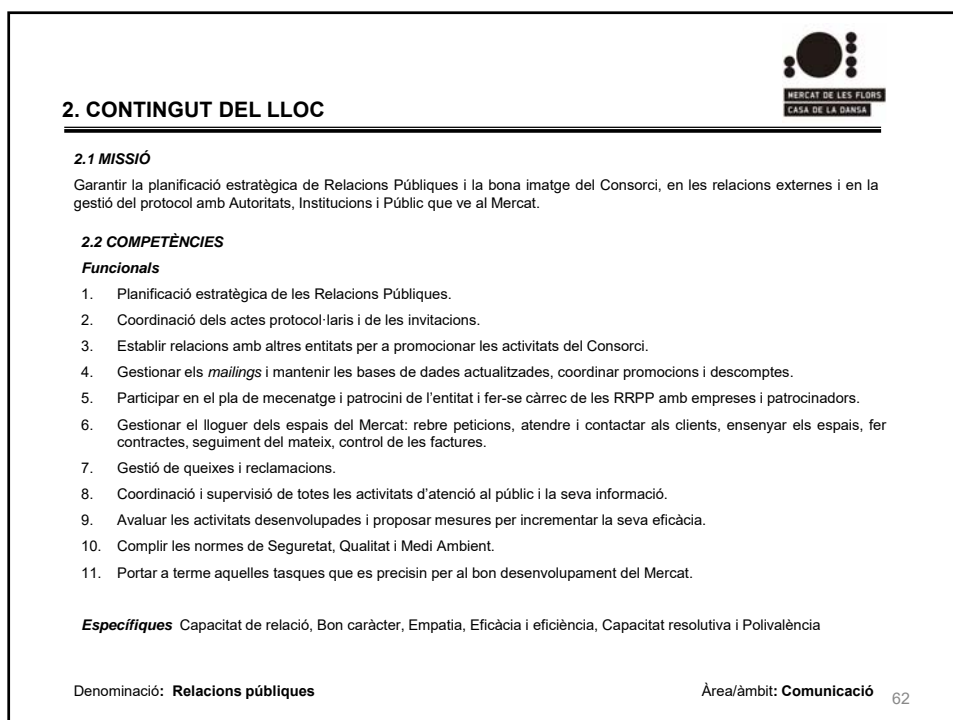 MERCAT DE LES FLORS
CASA DE LA DANSA
2. CONTINGUT DEL LLOC
2.1 MISSIÓ
Garantir la planificació estratègica de Relacions Públiques i la bona imatge del Consorci, en les relacions externes i en la
gestió del protocol amb Autoritats, Institucions i Públic que ve al Mercat.
2.2 COMPETÈNCIES
Funcionals
1. Planificació estratègica de les Relacions Públiques.
2. Coordinació dels actes protocol·laris i de les invitacions.
3. Establir relacions amb altres entitats per a promocionar les activitats del Consorci.
4. Gestionar els mailings i mantenir les bases de dades actualitzades, coordinar promocions i descomptes.
5. Participar en el pla de mecenatge i patrocini de l'entitat i fer-se càrrec de les RRPP amb empreses i patrocinadors.
6. Gestionar el lloguer dels espais del Mercat: rebre peticions, atendre i contactar als clients, ensenyar els espais, fer
contractes, seguiment del mateix, control de les factures.
7. Gestió de queixes i reclamacions.
8. Coordinació i supervisió de totes les activitats d'atenció al públic i la seva informació.
9. Avaluar les activitats desenvolupades i proposar mesures per incrementar la seva eficàcia.
10. Complir les normes de Seguretat, Qualitat i Medi Ambient.
11. Portar a terme aquelles tasques que es precisin per al bon desenvolupament del Mercat.
Específiques Capacitat de relació, Bon caràcter, Empatia, Eficàcia i eficiència, Capacitat resolutiva i Polivalència
Denominació: Relacions públiques Àrea/àmbit: Comunicació 62